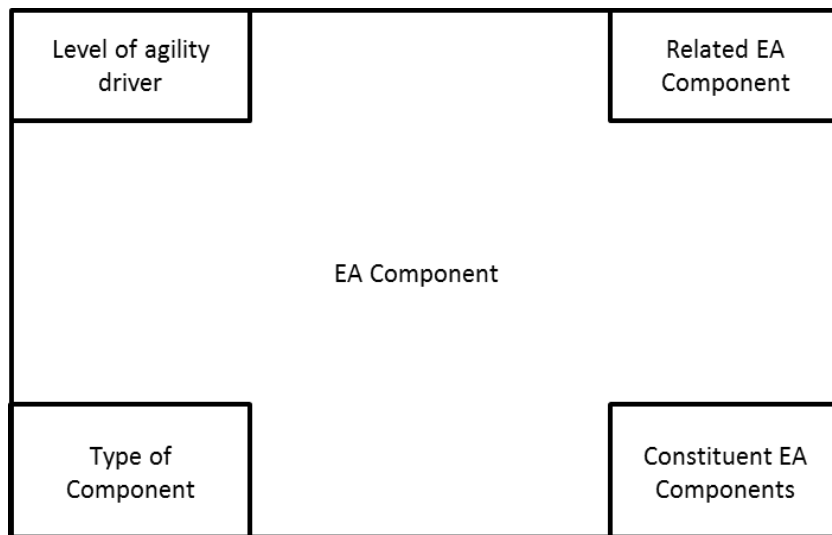 Level of agility
driver
Related EA
Component
EA Component
Type of
Component
Constituent EA
Components